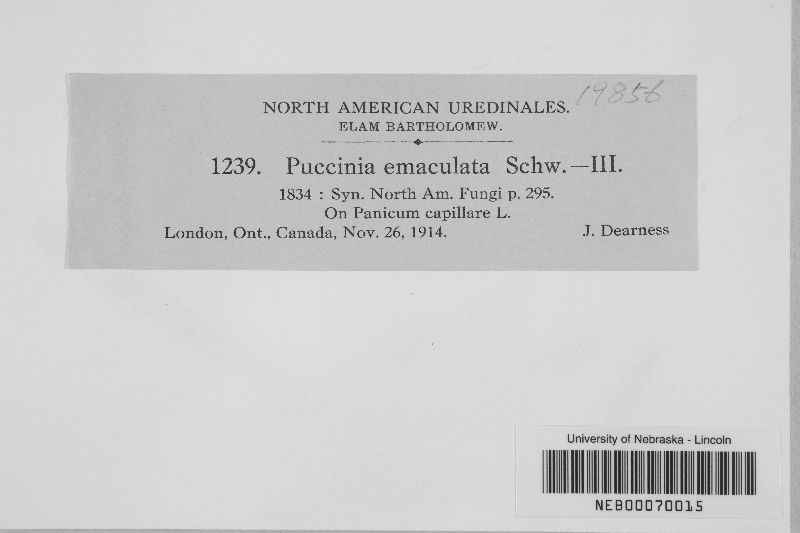 19856
NORTH AMERICAN UREDINALES.
ELAM BARTHOLOMEW.
1239. Puccinia emaculata Schw.—III.
1834 : Syn. North Am. Fungi p. 295.
On Panicum capillare L.
London, Ont., Canada, Nov. 26, 1914. J. Dearness
University of Nebraska - Lincoln
NEB00070015